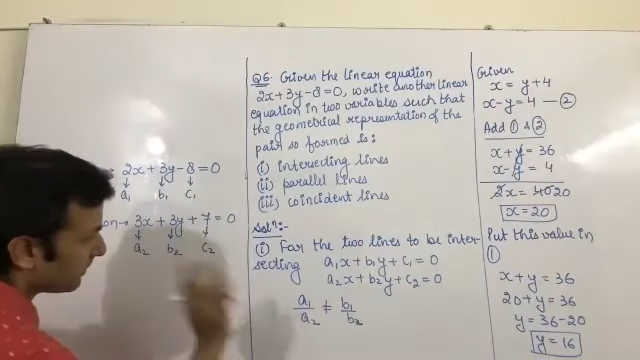 : 2x+3y-8=0
a₁ b₁ c₁
on→ 3x+3y+7=0
a₂ b₂ c₂
Q6. Given the linear equation
2x+3y-8=0, write another linear
equation in two variables such that
the geometrical representation of the
pair so formed is:
(i) intersecting lines
(ii) parallel lines
(iii) coincident lines
Solⁿ:-
(i) For the two lines to be inter
secting a₁x+b₁y+c₁=0
a₂x+b₂y+c₂=0
a₁/a₂ ≠ b₁/b₂
Given
x = y+4
x-y=4 — ②
Add ① & ②
x+y=36
x-y=4
2x=40 20
x=20
Put this value in
①
x+y=36
20+y=36
y=36-20
y=16